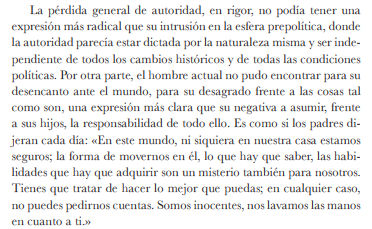 La pérdida general de autoridad, en rigor, no podía tener una
expresión más radical que su intrusión en la esfera prepolítica, donde
la autoridad parecía estar dictada por la naturaleza misma y ser inde-
pendiente de todos los cambios históricos y de todas las condiciones
políticas. Por otra parte, el hombre actual no pudo encontrar para su
desencanto ante el mundo, para su desagrado frente a las cosas tal
como son, una expresión más clara que su negativa a asumir, frente
a sus hijos, la responsabilidad de todo ello. Es como si los padres di-
jeran cada día: «En este mundo, ni siquiera en nuestra casa estamos
seguros; la forma de movernos en él, lo que hay que saber, las habi-
lidades que hay que adquirir son un misterio también para nosotros.
Tienes que tratar de hacer lo mejor que puedas; en cualquier caso,
no puedes pedirnos cuentas. Somos inocentes, nos lavamos las manos
en cuanto a ti.»